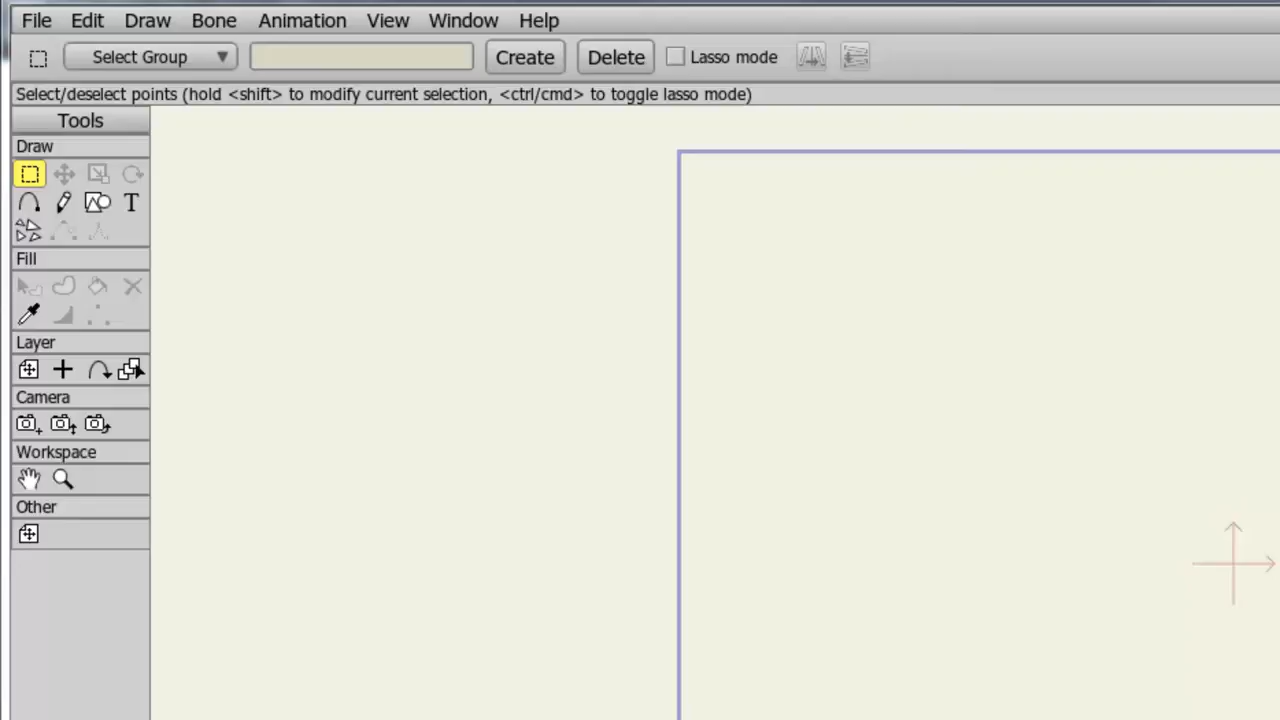 File Edit Draw Bone Animation View Window Help
Select Group Create Delete Lasso mode
Select/deselect points (hold <shift> to modify current selection, <ctrl/cmd> to toggle lasso mode)
Tools
Draw
T
Fill
Layer
Camera
Workspace
Other